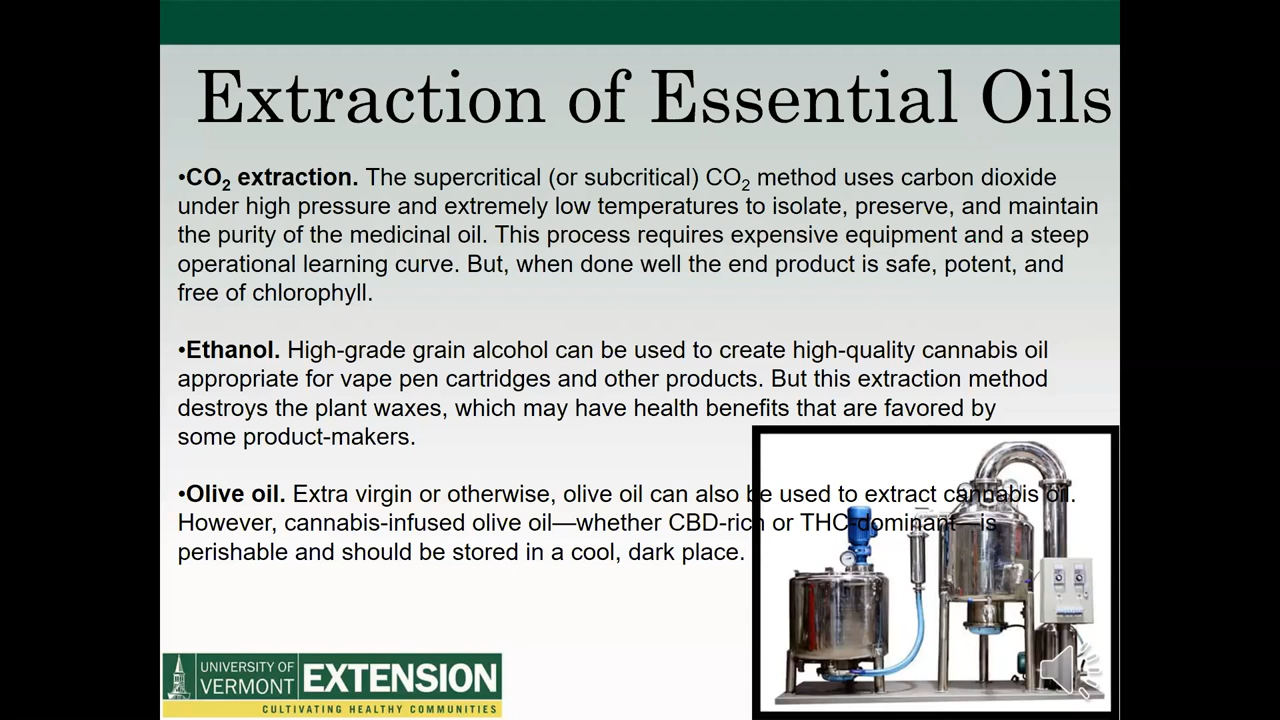 Extraction of Essential Oils
•CO₂ extraction. The supercritical (or subcritical) CO₂ method uses carbon dioxide
under high pressure and extremely low temperatures to isolate, preserve, and maintain
the purity of the medicinal oil. This process requires expensive equipment and a steep
operational learning curve. But, when done well the end product is safe, potent, and
free of chlorophyll.
•Ethanol. High-grade grain alcohol can be used to create high-quality cannabis oil
appropriate for vape pen cartridges and other products. But this extraction method
destroys the plant waxes, which may have health benefits that are favored by
some product-makers.
•Olive oil. Extra virgin or otherwise, olive oil can also be used to extract cannabis oil.
However, cannabis-infused olive oil—whether CBD-rich or THC-dominant—is
perishable and should be stored in a cool, dark place.
UNIVERSITY OF
VERMONT
EXTENSION
CULTIVATING HEALTHY COMMUNITIES